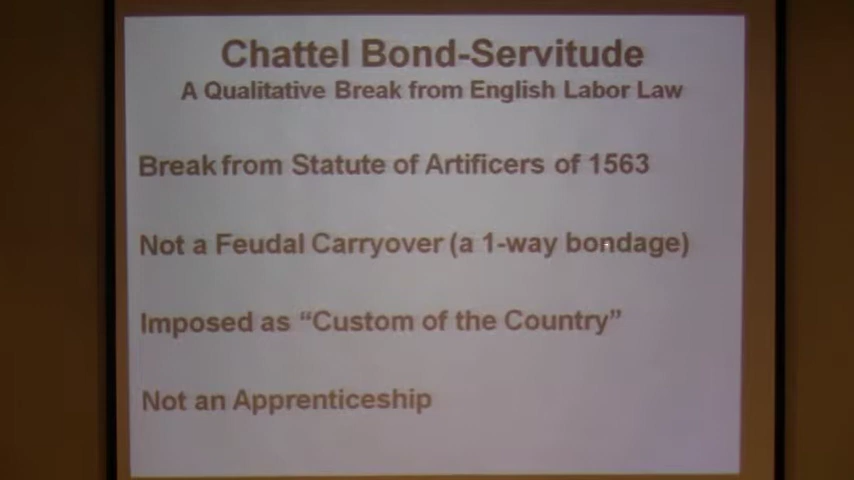 Chattel Bond-Servitude
A Qualitative Break from English Labor Law
Break from Statute of Artificers of 1563
Not a Feudal Carryover (a 1-way bondage)
Imposed as “Custom of the Country”
Not an Apprenticeship